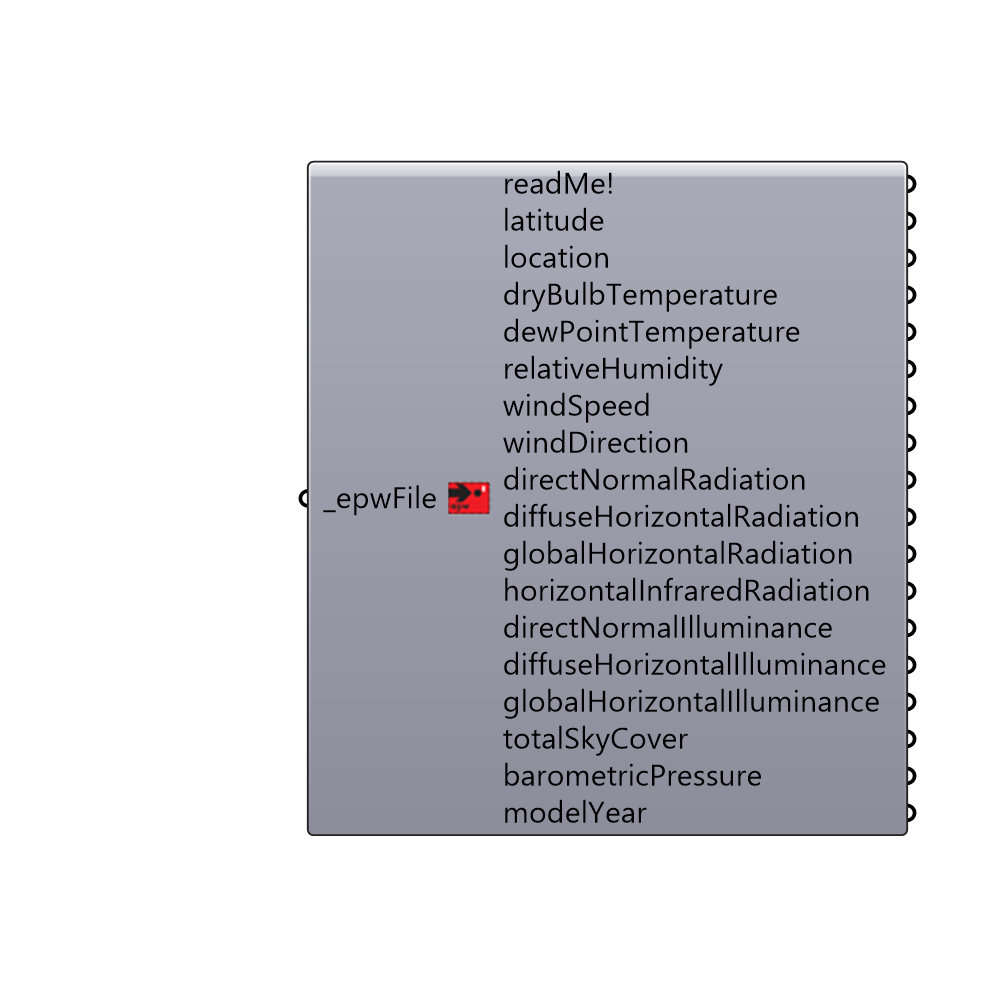 readMe!
latitude
location
dryBulbTemperature
dewPointTemperature
relativeHumidity
windSpeed
windDirection
directNormalRadiation
_epwFile
diffuseHorizontalRadiation
globalHorizontalRadiation
horizontalInfraredRadiation
directNormalIlluminance
diffuseHorizontalIlluminance
globalHorizontalIlluminance
totalSkyCover
barometricPressure
modelYear